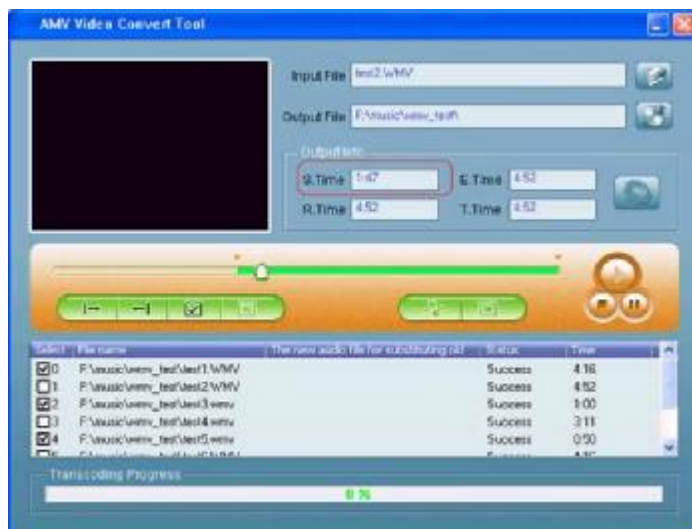 AMV Video Convert Tool
Input File test2.WMV
Output File F:\music\wmv_test\
Output Info
S.Time 1:47 E.Time 4:52
R.Time 4:52 T.Time 4:52
Select File name The new audio file for substituting old Status Time
0 F:\music\wmv_test\test1.WMV Success 4:16
1 F:\music\wmv_test\test2.WMV Success 4:52
2 F:\music\wmv_test\test3.wmv Success 1:00
3 F:\music\wmv_test\test4.wmv Success 3:11
4 F:\music\wmv_test\test5.wmv Success 0:50
Transcoding Progress
0 %